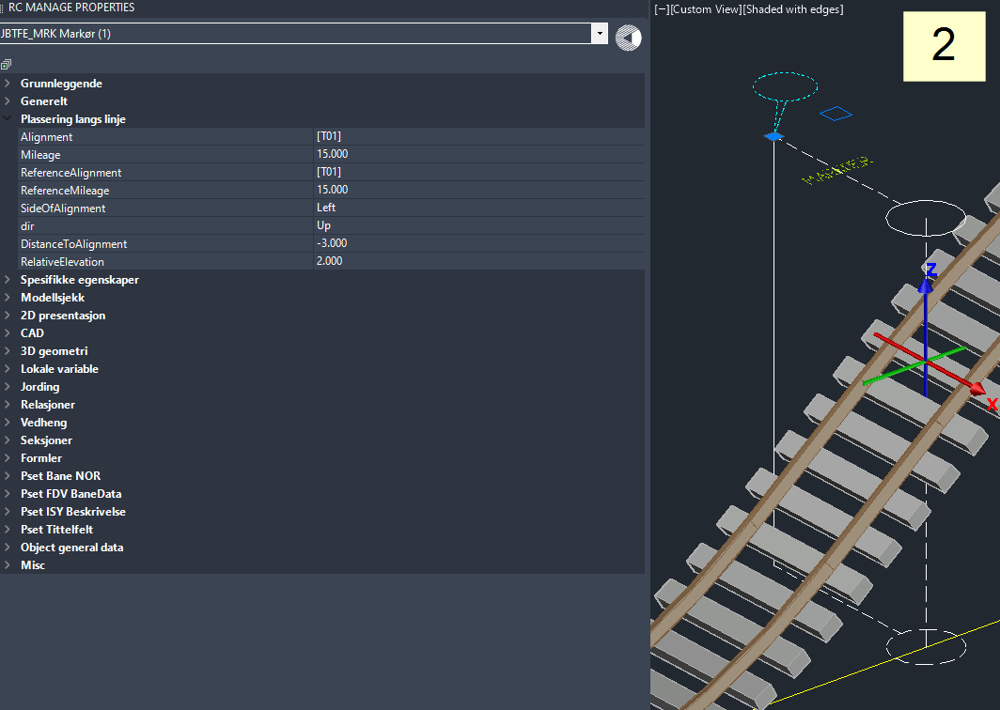 RC MANAGE PROPERTIES
JBTFE_MRK Markør (1)
Grunnleggende
Generelt
Plassering langs linje
Alignment [T01]
Mileage 15.000
ReferenceAlignment [T01]
ReferenceMileage 15.000
SideOfAlignment Left
dir Up
DistanceToAlignment -3.000
RelativeElevation 2.000
Spesifikke egenskaper
Modellsjekk
2D presentasjon
CAD
3D geometri
Lokale variable
Jording
Relasjoner
Vedheng
Seksjoner
Formler
Pset Bane NOR
Pset FDV BaneData
Pset ISY Beskrivelse
Pset Tittelfelt
Object general data
Misc
[−][Custom View][Shaded with edges]
2
Z
X